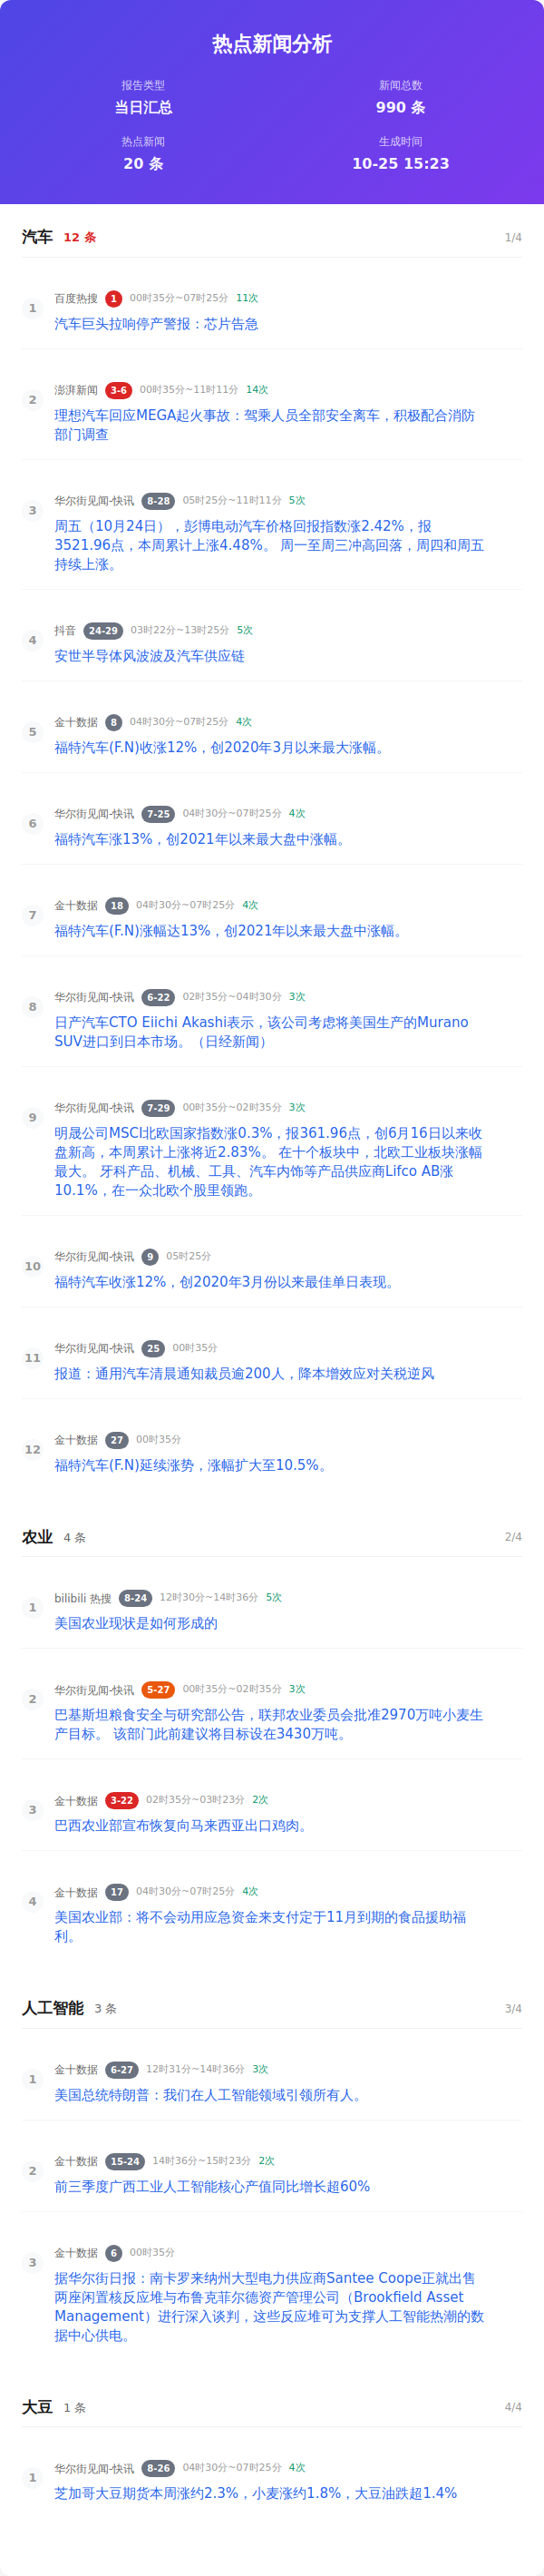 热点新闻分析
报告类型
新闻总数
当日汇总
990 条
热点新闻
生成时间
20 条
10-25 15:23
汽车 12 条 1/4
1 百度热搜 1 00时35分~07时25分 11次
汽车巨头拉响停产警报：芯片告急
2 澎湃新闻 3-6 00时35分~11时11分 14次
理想汽车回应MEGA起火事故：驾乘人员全部安全离车，积极配合消防
部门调查
3 华尔街见闻-快讯 8-28 05时25分~11时11分 5次
周五（10月24日），彭博电动汽车价格回报指数涨2.42%，报
3521.96点，本周累计上涨4.48%。 周一至周三冲高回落，周四和周五
持续上涨。
4 抖音 24-29 03时22分~13时25分 5次
安世半导体风波波及汽车供应链
5 金十数据 8 04时30分~07时25分 4次
福特汽车(F.N)收涨12%，创2020年3月以来最大涨幅。
6 华尔街见闻-快讯 7-25 04时30分~07时25分 4次
福特汽车涨13%，创2021年以来最大盘中涨幅。
7 金十数据 18 04时30分~07时25分 4次
福特汽车(F.N)涨幅达13%，创2021年以来最大盘中涨幅。
8 华尔街见闻-快讯 6-22 02时35分~04时30分 3次
日产汽车CTO Eiichi Akashi表示，该公司考虑将美国生产的Murano
SUV进口到日本市场。（日经新闻）
9 华尔街见闻-快讯 7-29 00时35分~02时35分 3次
明晟公司MSCI北欧国家指数涨0.3%，报361.96点，创6月16日以来收
盘新高，本周累计上涨将近2.83%。 在十个板块中，北欧工业板块涨幅
最大。 牙科产品、机械、工具、汽车内饰等产品供应商Lifco AB涨
10.1%，在一众北欧个股里领跑。
10 华尔街见闻-快讯 9 05时25分
福特汽车收涨12%，创2020年3月份以来最佳单日表现。
11 华尔街见闻-快讯 25 00时35分
报道：通用汽车清晨通知裁员逾200人，降本增效应对关税逆风
12 金十数据 27 00时35分
福特汽车(F.N)延续涨势，涨幅扩大至10.5%。
农业 4 条 2/4
1 bilibili 热搜 8-24 12时30分~14时36分 5次
美国农业现状是如何形成的
2 华尔街见闻-快讯 5-27 00时35分~02时35分 3次
巴基斯坦粮食安全与研究部公告，联邦农业委员会批准2970万吨小麦生
产目标。 该部门此前建议将目标设在3430万吨。
3 金十数据 3-22 02时35分~03时23分 2次
巴西农业部宣布恢复向马来西亚出口鸡肉。
4 金十数据 17 04时30分~07时25分 4次
美国农业部：将不会动用应急资金来支付定于11月到期的食品援助福
利。
人工智能 3 条 3/4
1 金十数据 6-27 12时31分~14时36分 3次
美国总统特朗普：我们在人工智能领域引领所有人。
2 金十数据 15-24 14时36分~15时23分 2次
前三季度广西工业人工智能核心产值同比增长超60%
3 金十数据 6 00时35分
据华尔街日报：南卡罗来纳州大型电力供应商Santee Coope正就出售
两座闲置核反应堆与布鲁克菲尔德资产管理公司（Brookfield Asset
Management）进行深入谈判，这些反应堆可为支撑人工智能热潮的数
据中心供电。
大豆 1 条 4/4
1 华尔街见闻-快讯 8-26 04时30分~07时25分 4次
芝加哥大豆期货本周涨约2.3%，小麦涨约1.8%，大豆油跌超1.4%